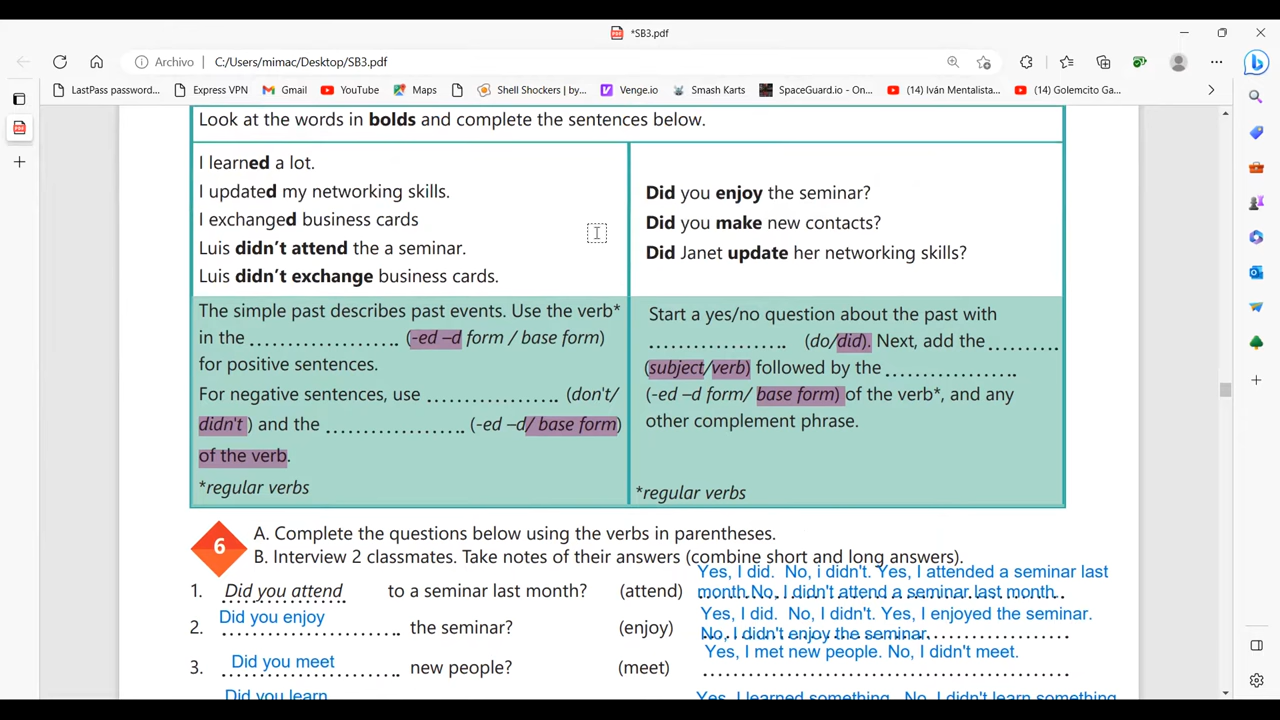 *SB3.pdf
Archivo | C:/Users/mimac/Desktop/SB3.pdf
LastPass password... Express VPN Gmail YouTube Maps Shell Shockers | by... Venge.io Smash Karts SpaceGuard.io - On... (14) Iván Mentalista... (14) Golemcito Ga...
Look at the words in bolds and complete the sentences below.
I learned a lot.
I updated my networking skills.
I exchanged business cards
Luis didn't attend the a seminar.
Luis didn't exchange business cards.
Did you enjoy the seminar?
Did you make new contacts?
Did Janet update her networking skills?
The simple past describes past events. Use the verb*
in the .................... (-ed –d form / base form)
for positive sentences.
For negative sentences, use .................. (don't/
didn't ) and the ................... (-ed –d/ base form)
of the verb.
*regular verbs
Start a yes/no question about the past with
.................. (do/did). Next, add the..........
(subject/verb) followed by the .................
(-ed –d form/ base form) of the verb*, and any
other complement phrase.
*regular verbs
6 A. Complete the questions below using the verbs in parentheses.
B. Interview 2 classmates. Take notes of their answers (combine short and long answers).
1. Did you attend to a seminar last month? (attend) Yes, I did. No, i didn't. Yes, I attended a seminar last
month.No, I didn't attend a seminar last month.
2. Did you enjoy the seminar? (enjoy) Yes, I did. No, I didn't. Yes, I enjoyed the seminar.
No, I didn't enjoy the seminar.
3. Did you meet new people? (meet) Yes, I met new people. No, I didn't meet.
Did you learn Yes, I learned something. No, I didn't learn something